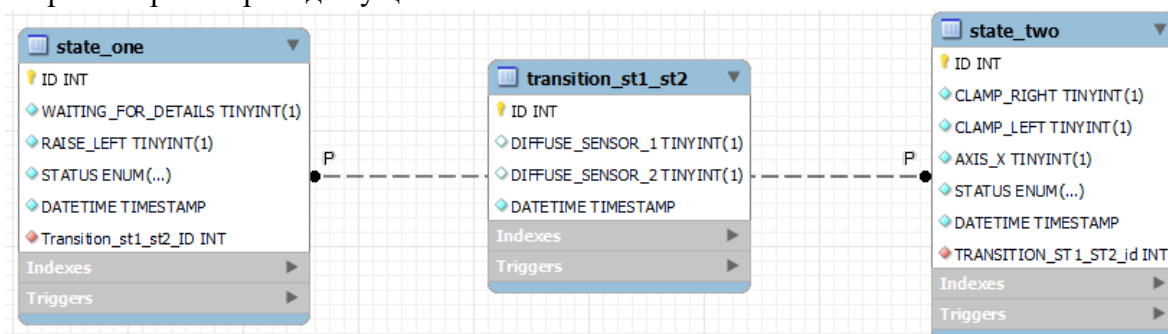 state_one
ID INT
WAITING_FOR_DETAILS TINYINT(1)
RAISE_LEFT TINYINT(1)
STATUS ENUM(...)
DATETIME TIMESTAMP
Transition_st1_st2_ID INT
Indexes
Triggers
P
transition_st1_st2
ID INT
DIFFUSE_SENSOR_1 TINYINT(1)
DIFFUSE_SENSOR_2 TINYINT(1)
DATETIME TIMESTAMP
Indexes
Triggers
P
state_two
ID INT
CLAMP_RIGHT TINYINT(1)
CLAMP_LEFT TINYINT(1)
AXIS_X TINYINT(1)
STATUS ENUM(...)
DATETIME TIMESTAMP
TRANSITION_ST1_ST2_id INT
Indexes
Triggers